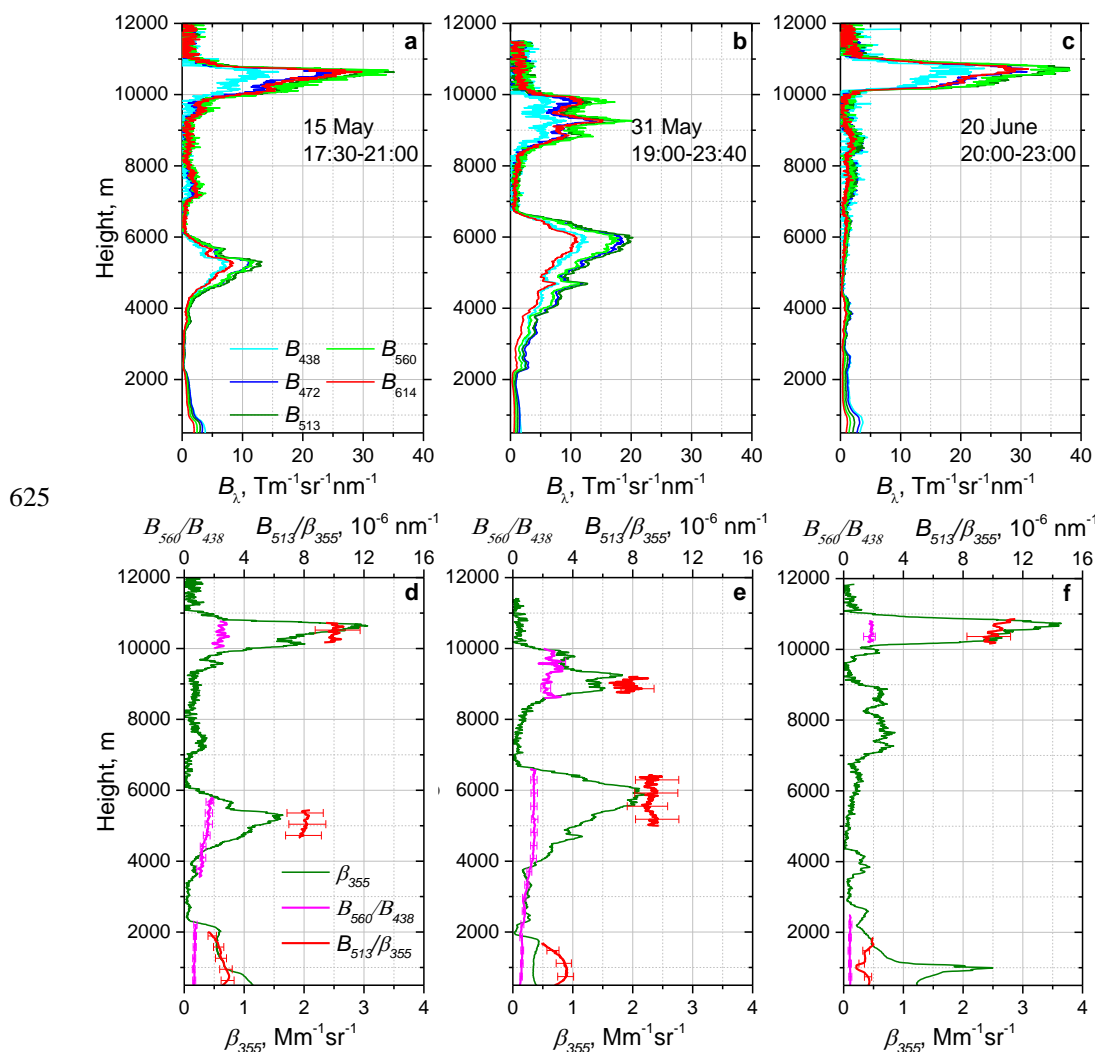 12000
10000
8000
6000
4000
2000
Height, m
a
15 May
17:30-21:00
B438
B560
B472
B614
B513
0 10 20 30 40
Bλ, Tm-1sr-1nm-1
12000
10000
8000
6000
4000
2000
b
31 May
19:00-23:40
0 10 20 30 40
Bλ, Tm-1sr-1nm-1
12000
10000
8000
6000
4000
2000
c
20 June
20:00-23:00
0 10 20 30 40
Bλ, Tm-1sr-1nm-1
625
B560/B438 B513/β355, 10-6 nm-1
0 4 8 12 16
12000
10000
8000
6000
4000
2000
Height, m
d
β355
B560/B438
B513/β355
0 1 2 3 4
β355, Mm-1sr-1
B560/B438 B513/β355, 10-6 nm-1
0 4 8 12 16
12000
10000
8000
6000
4000
2000
e
0 1 2 3 4
β355, Mm-1sr-1
B560/B438 B513/β355, 10-6 nm-1
0 4 8 12 16
12000
10000
8000
6000
4000
2000
f
0 1 2 3 4
β355, Mm-1sr-1